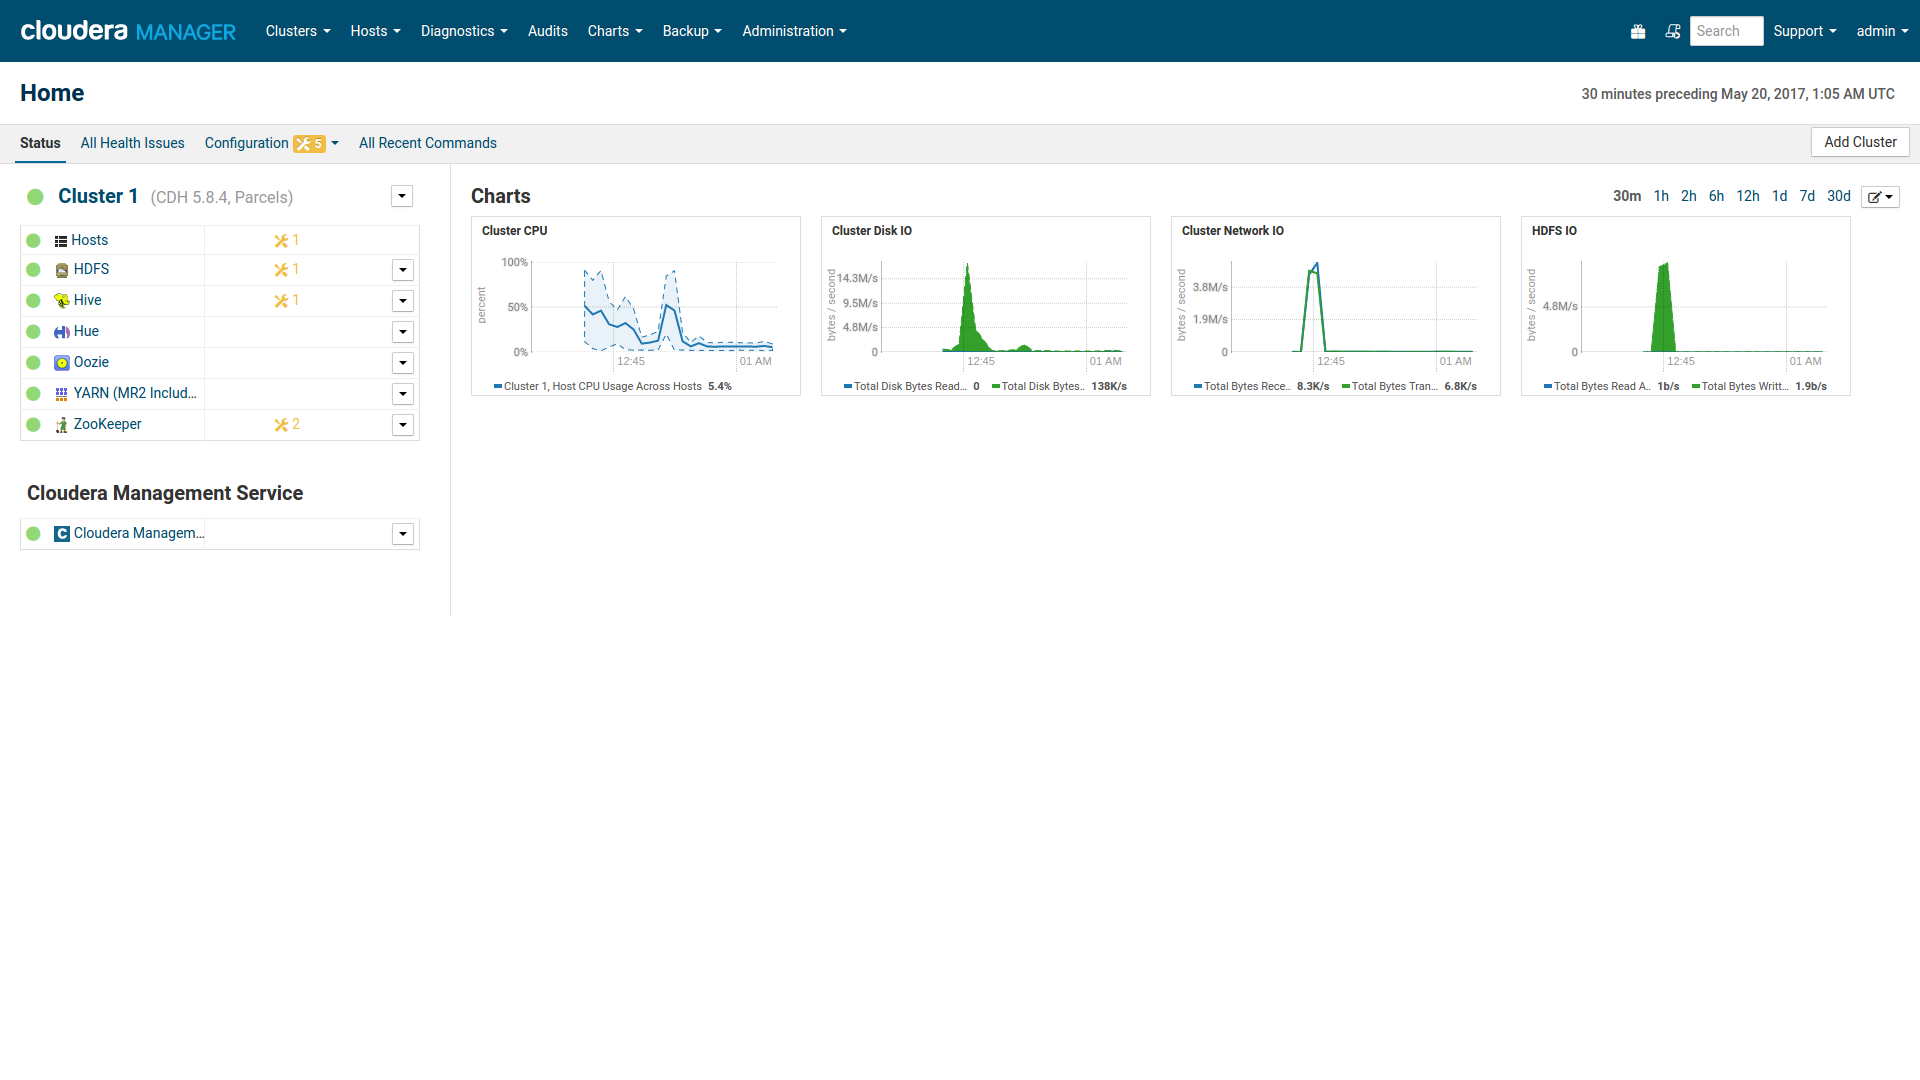 cloudera MANAGER Clusters Hosts Diagnostics Audits Charts Backup Administration Search Support admin
Home
30 minutes preceding May 20, 2017, 1:05 AM UTC
Status All Health Issues Configuration 5 All Recent Commands Add Cluster
Cluster 1 (CDH 5.8.4, Parcels)
Hosts 1
HDFS 1
Hive 1
Hue
Oozie
YARN (MR2 Includ...
ZooKeeper 2
Cloudera Management Service
C Cloudera Managem...
Charts
30m 1h 2h 6h 12h 1d 7d 30d
Cluster CPU
percent
100%
50%
0%
12:45 01 AM
Cluster 1, Host CPU Usage Across Hosts 5.4%
Cluster Disk IO
bytes / second
14.3M/s
9.5M/s
4.8M/s
0
12:45 01 AM
Total Disk Bytes Read... 0 Total Disk Bytes.. 138K/s
Cluster Network IO
bytes / second
3.8M/s
1.9M/s
0
12:45 01 AM
Total Bytes Rece.. 8.3K/s Total Bytes Tran... 6.8K/s
HDFS IO
bytes / second
4.8M/s
0
12:45 01 AM
Total Bytes Read A.. 1b/s Total Bytes Writt... 1.9b/s